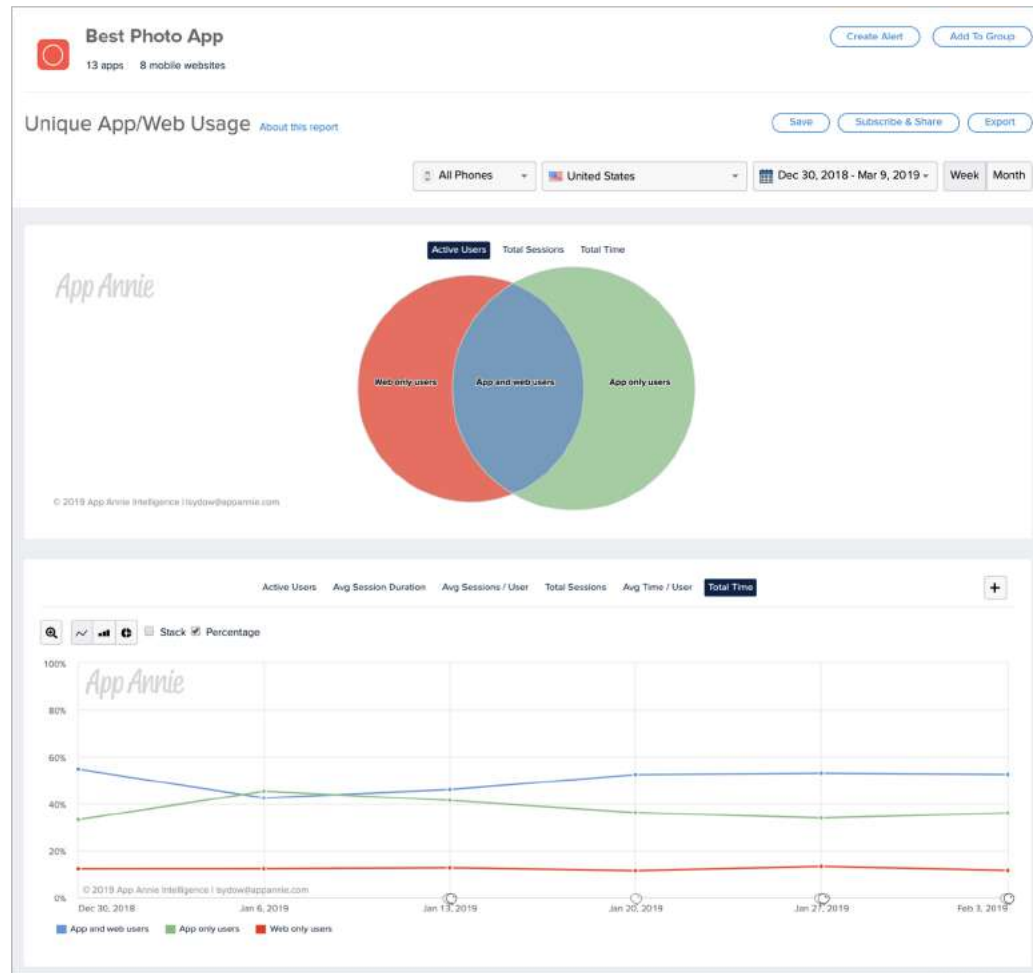 Best Photo App
13 apps 8 mobile websites
Create Alert
Add To Group
Unique App/Web Usage About this report
Save
Subscribe & Share
Export
All Phones
United States
Dec 30, 2018 - Mar 9, 2019
Week
Month
Active Users Total Sessions Total Time
App Annie
Web only users
App and web users
App only users
© 2019 App Annie Intelligence | lsydow@appannie.com
Active Users Avg Session Duration Avg Sessions / User Total Sessions Avg Time / User Total Time
+
Stack Percentage
100%
App Annie
80%
60%
40%
20%
0%
© 2019 App Annie Intelligence | sydow@appannie.com
Dec 30, 2018 Jan 6, 2019 Jan 13, 2019 Jan 20, 2019 Jan 27, 2019 Feb 3, 2019
App and web users App only users Web only users